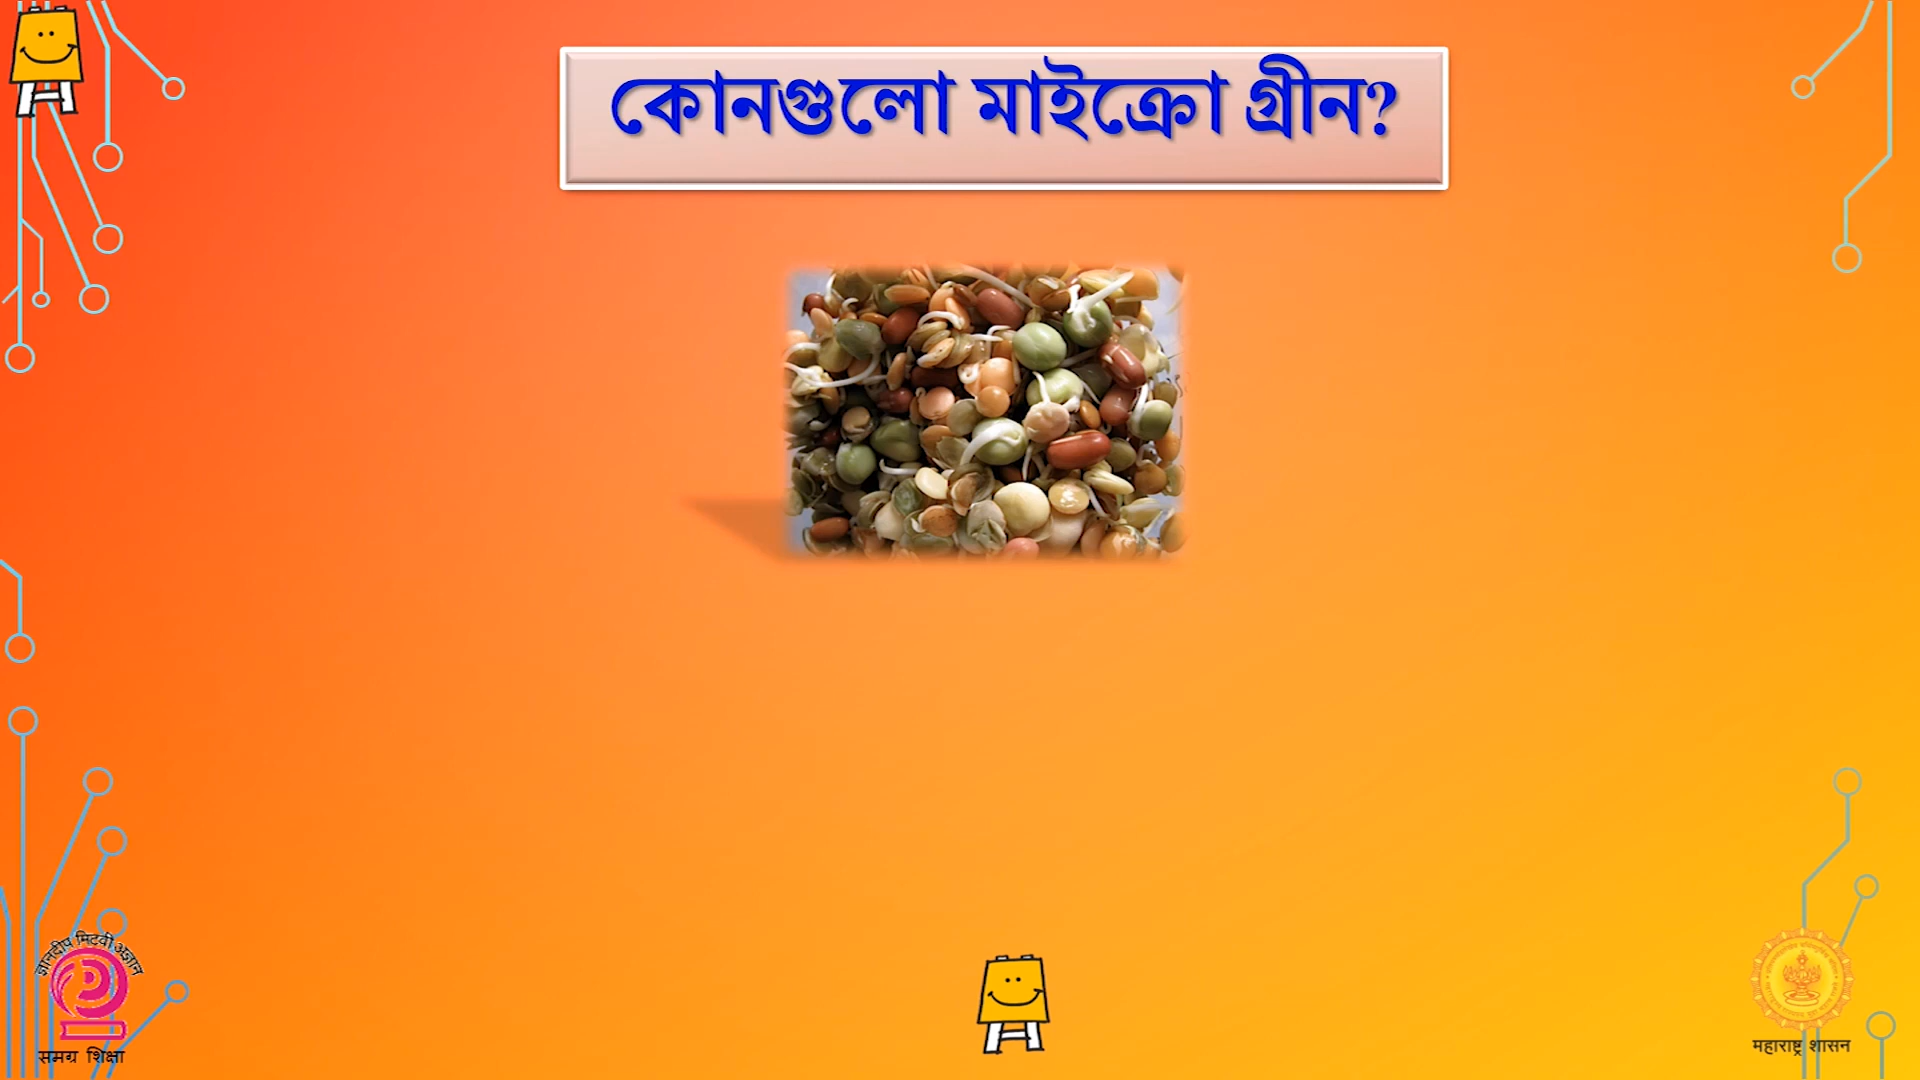 কোনগুলো মাইক্রো গ্রীন?
ज्ञानदीप मिटवी अज्ञान
समग्र शिक्षा
महाराष्ट्र शासन